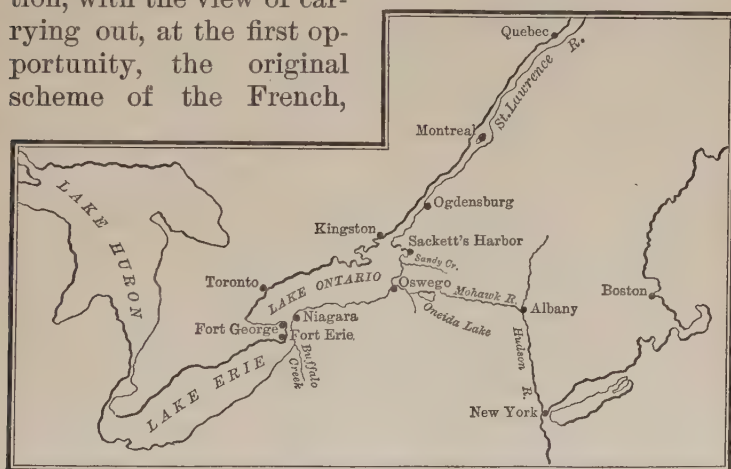 tion, with the view of car-
rying out, at the first op-
portunity, the original
scheme of the French,
Quebec
St. Lawrence R.
Montreal
Ogdensburg
Kingston
Sackett's Harbor
Sandy Cr.
LAKE HURON
Toronto
LAKE ONTARIO
Oswego
Mohawk R.
Oneida Lake
Albany
Boston
Niagara
Fort George
Fort Erie
Buffalo
Creek
LAKE ERIE
Hudson R.
New York